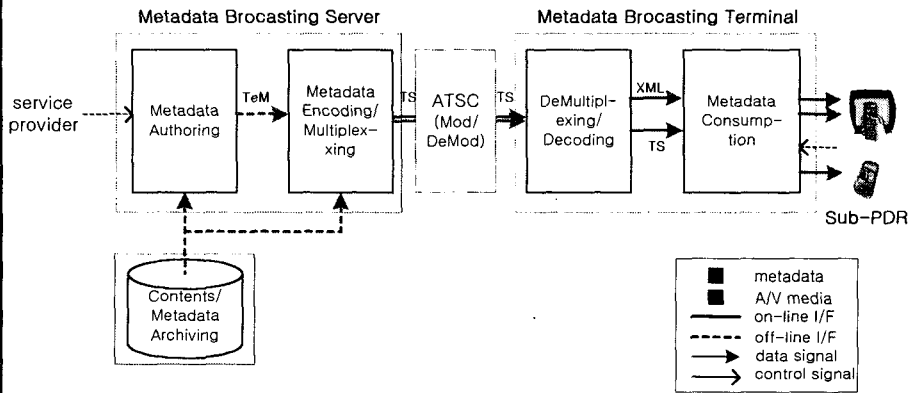 Metadata Brocasting Server
Metadata Brocasting Terminal
service
provider
Metadata
Authoring
TeM
Metadata
Encoding/
Multiplex-
xing
TS
ATSC
(Mod/
DeMod)
TS
DeMultipl-
exing/
Decoding
XML
TS
Metadata
Consump-
tion
Sub-PDR
Contents/
Metadata
Archiving
metadata
A/V media
on-line I/F
off-line I/F
data signal
control signal